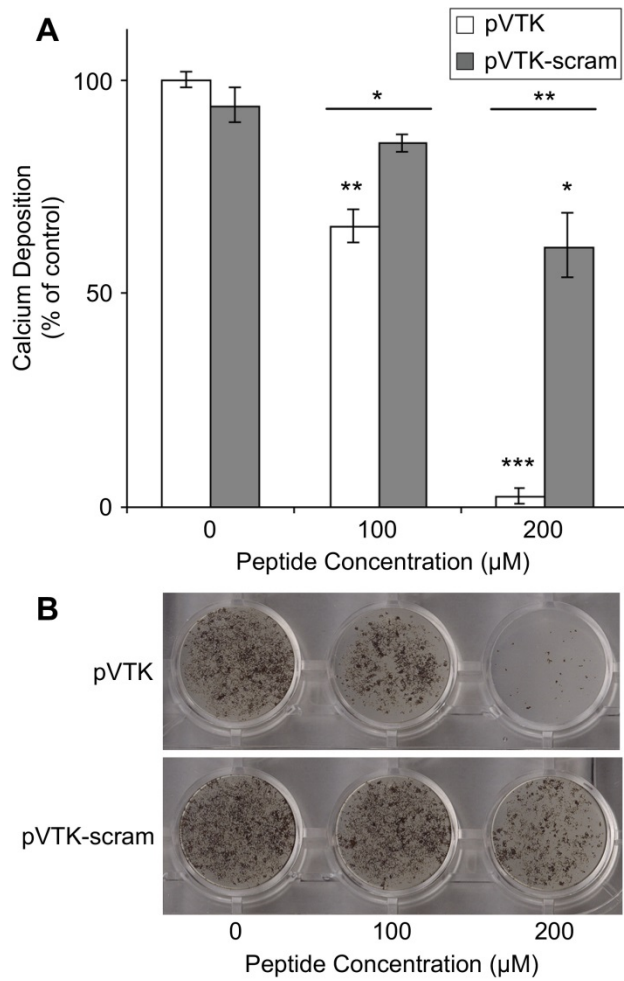 A
pVTK
pVTK-scram
100
50
0
Calcium Deposition
(% of control)
*
**
**
*
***
0
100
200
Peptide Concentration (µM)
B
pVTK
pVTK-scram
0
100
200
Peptide Concentration (µM)